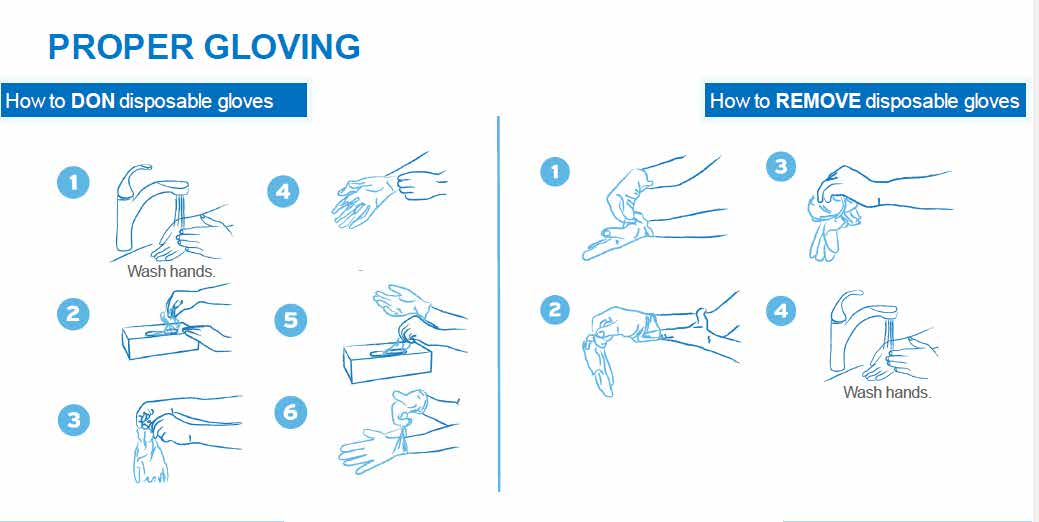 PROPER GLOVING
How to DON disposable gloves
1
Wash hands.
2
3
4
5
6
How to REMOVE disposable gloves
1
2
3
4
Wash hands.